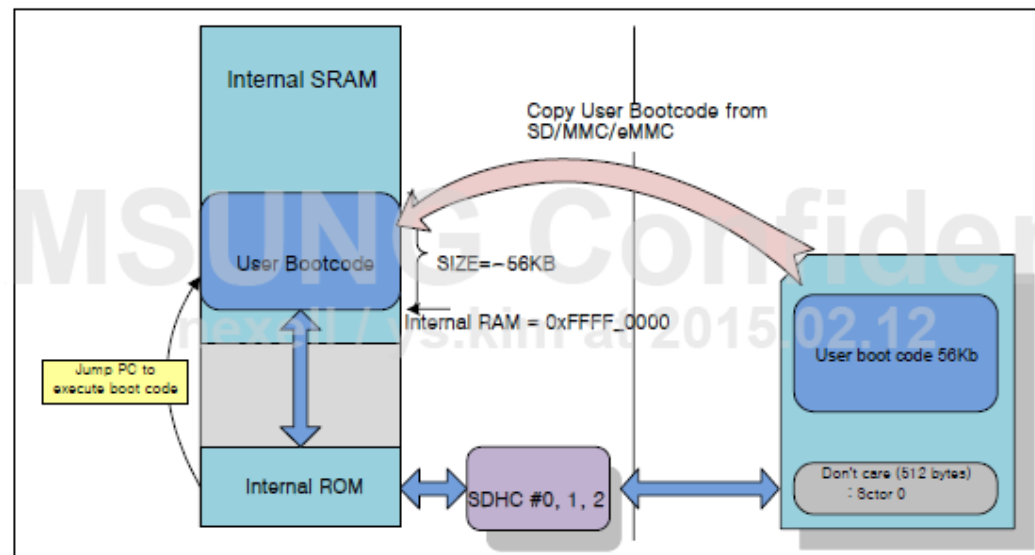 Internal SRAM
Copy User Bootcode from
SD/MMC/eMMC
MSUNG Confiden
User Bootcode
SIZE=~56KB
Internal RAM = 0xFFFF_0000
nexell / ys.kim at 2015.02.12
User boot code 56Kb
Jump PC to
execute boot code
Internal ROM
SDHC #0, 1, 2
Don't care (512 bytes)
: Sctor 0